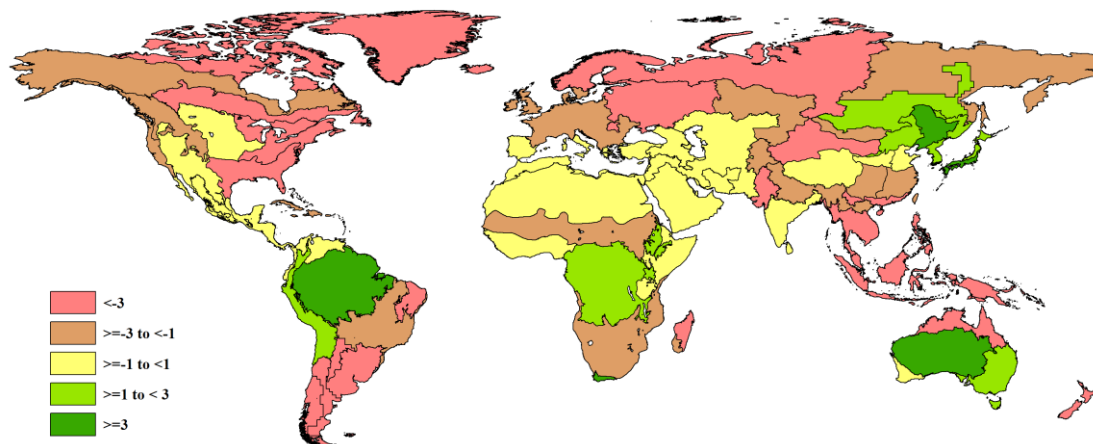 <-3
>=-3 to <-1
>=-1 to <1
>=1 to < 3
>=3